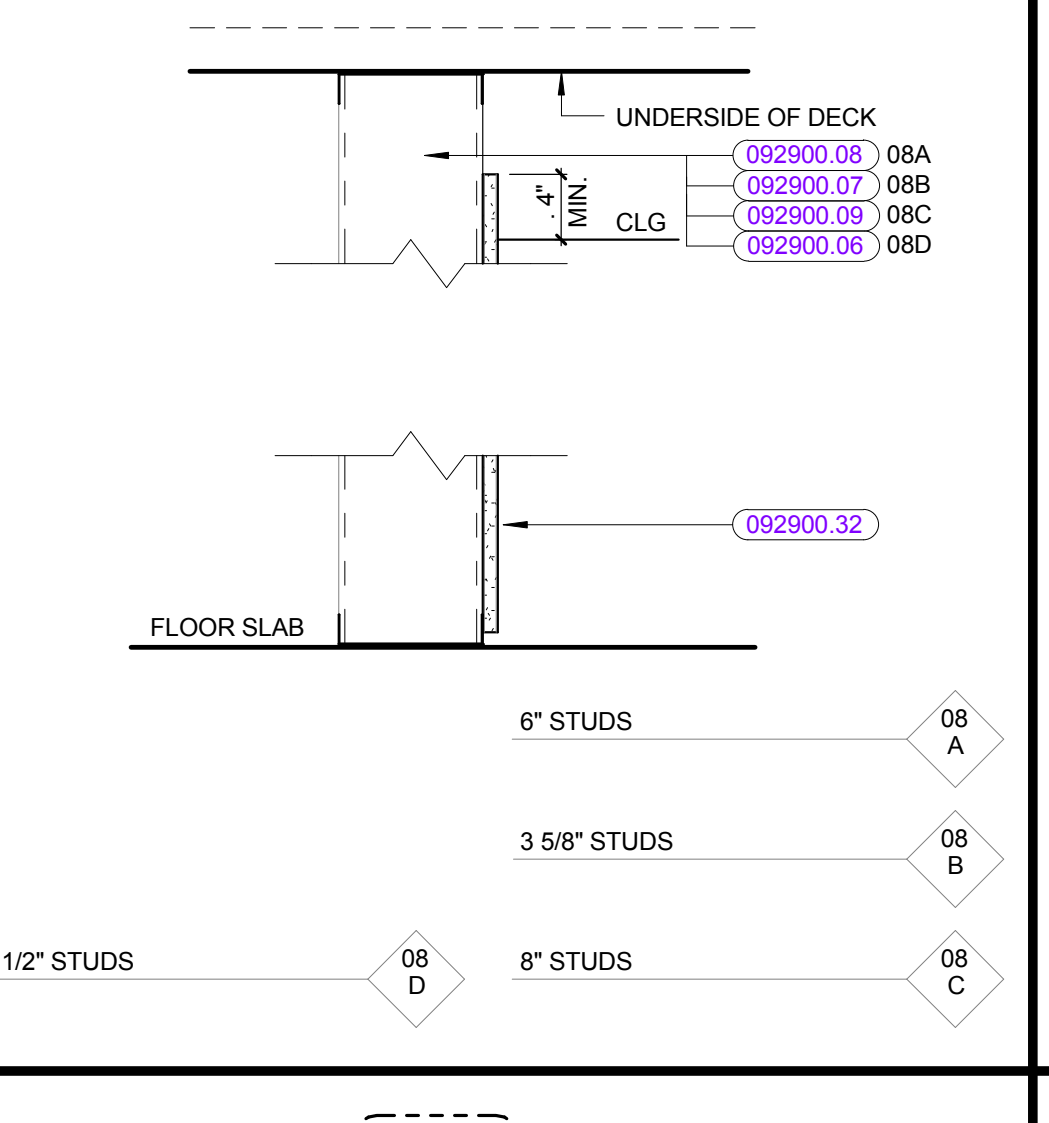 UNDERSIDE OF DECK
092900.08 08A
092900.07 08B
092900.09 08C
092900.06 08D
4"
MIN.
CLG
092900.32
FLOOR SLAB
6" STUDS
08
A
3 5/8" STUDS
08
B
1/2" STUDS
08
D
8" STUDS
08
C